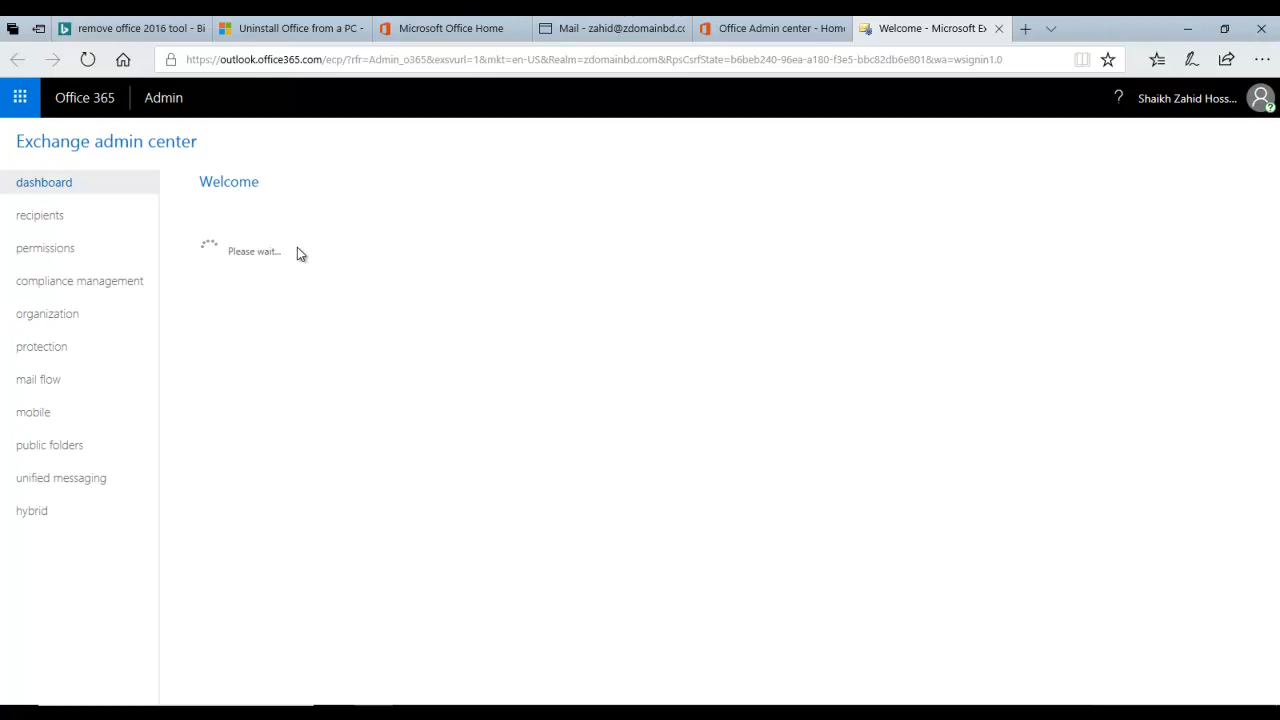 remove office 2016 tool - Bi
Uninstall Office from a PC -
Microsoft Office Home
Mail - zahid@zdomainbd.co
Office Admin center - Home
Welcome - Microsoft Ex
https://outlook.office365.com/ecp/?rfr=Admin_o365&exsvurl=1&mkt=en-US&Realm=zdomainbd.com&RpsCsrfState=b6beb240-96ea-a180-f3e5-bbc82db6e801&wa=wsignin1.0
Office 365
Admin
?
Shaikh Zahid Hoss...
Exchange admin center
dashboard
Welcome
recipients
permissions
Please wait...
compliance management
organization
protection
mail flow
mobile
public folders
unified messaging
hybrid